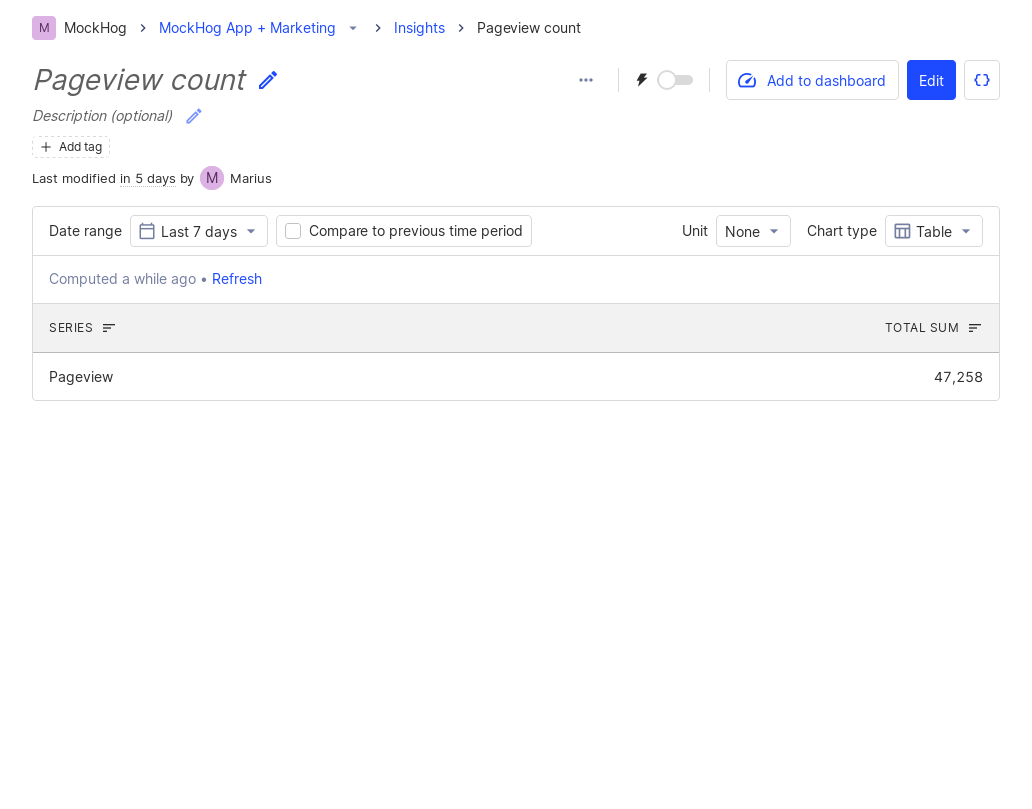 M MockHog MockHog App + Marketing Insights Pageview count
Pageview count
Add to dashboard Edit
Description (optional)
Add tag
Last modified in 5 days by M Marius
Date range Last 7 days Compare to previous time period Unit None Chart type Table
Computed a while ago • Refresh
SERIES TOTAL SUM
Pageview 47,258